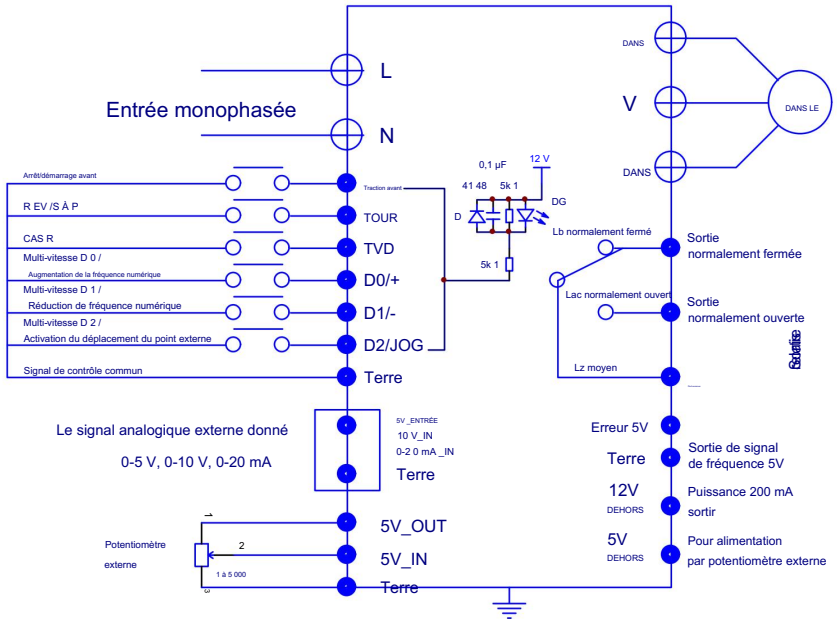 DANS
L
Entrée monophasée
V
DANS LE
N
DANS
0,1 µF
12 V
Arrêt/démarrage avant
Traction avant
41 48
5k 1
DG
D
R EV /S À P
TOUR
Lb normalement fermé
Sortie
normalement fermée
CAS R
TVD
Multi-vitesse D 0 /
5k 1
Augmentation de la fréquence numérique
D0/+
Multi-vitesse D 1 /
Lac normalement ouvert
Réduction de fréquence numérique
D1/-
Sortie
normalement ouverte
Multi-vitesse D 2 /
Activation du déplacement du point externe
D2/JOG
Signal de contrôle commun
Terre
Lz moyen
Le signal analogique externe donné
0-5 V, 0-10 V, 0-20 mA
5V _ENTRÉE
10 V_IN
0-2 0 mA _IN
Terre
Erreur 5V
Terre
Sortie de signal
de fréquence 5V
12V
DEHORS
Puissance 200 mA
sortir
1
5V_OUT
5V
DEHORS
Pour alimentation
par potentiomètre externe
Potentiomètre
externe
2
5V_IN
1 à 5 000
3
Terre